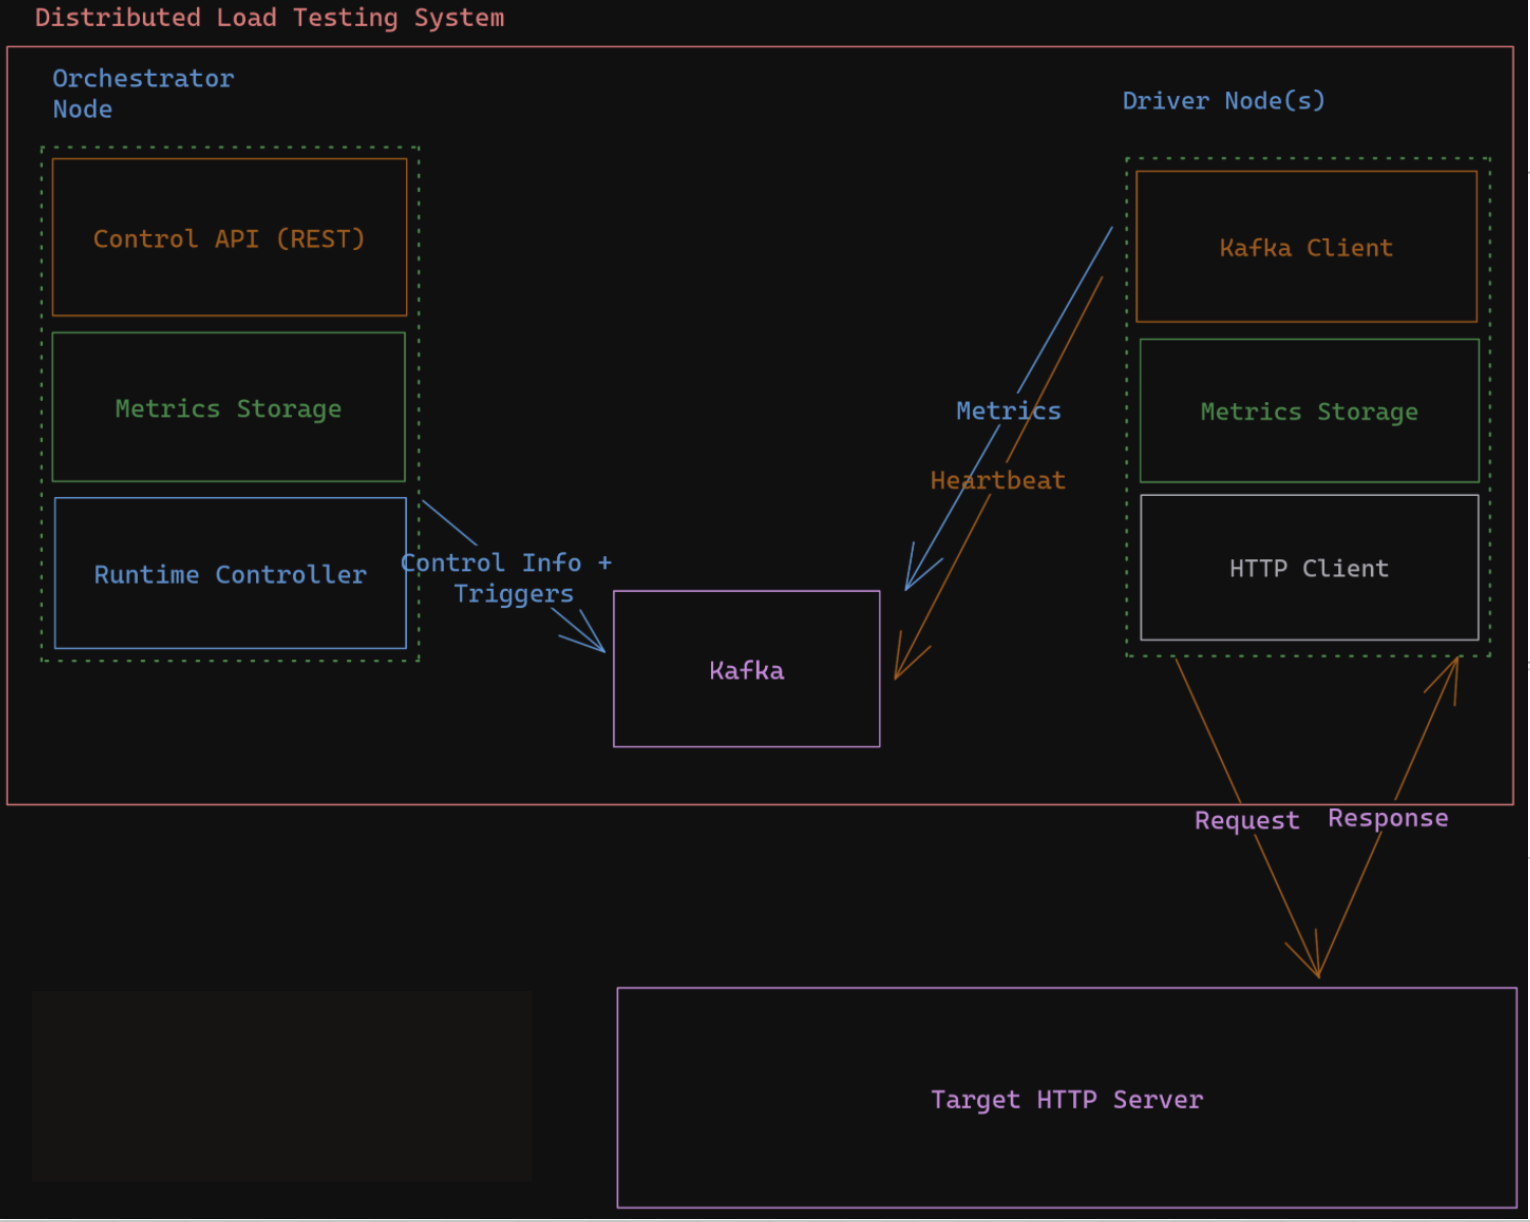 Distributed Load Testing System
Orchestrator
Node
Driver Node(s)
Control API (REST)
Metrics Storage
Runtime Controller
Control Info +
Triggers
Kafka
Metrics
Heartbeat
Kafka Client
Metrics Storage
HTTP Client
Request
Response
Target HTTP Server